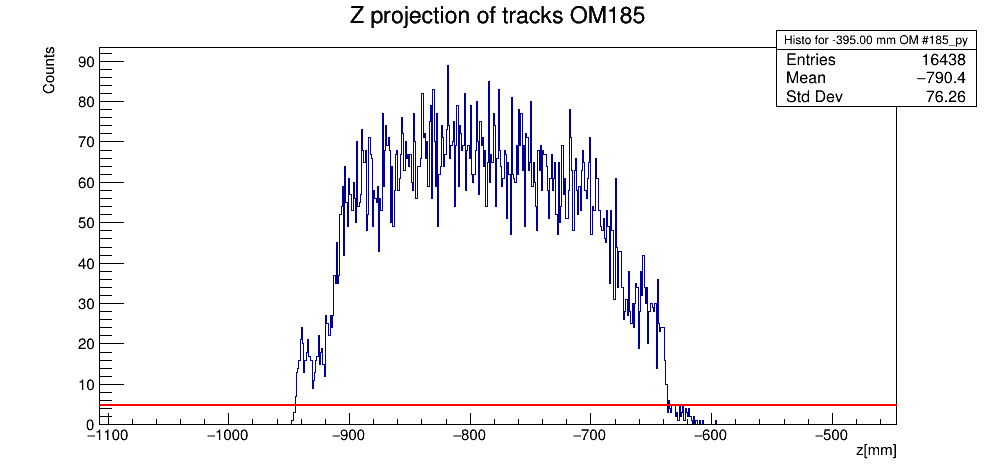 Z projection of tracks OM185
Histo for -395.00 mm OM #185_py
Entries 16438
Mean −790.4
Std Dev 76.26
Counts
90
80
70
60
50
40
30
20
10
0
−1100 −1000 −900 −800 −700 −600 −500
z[mm]